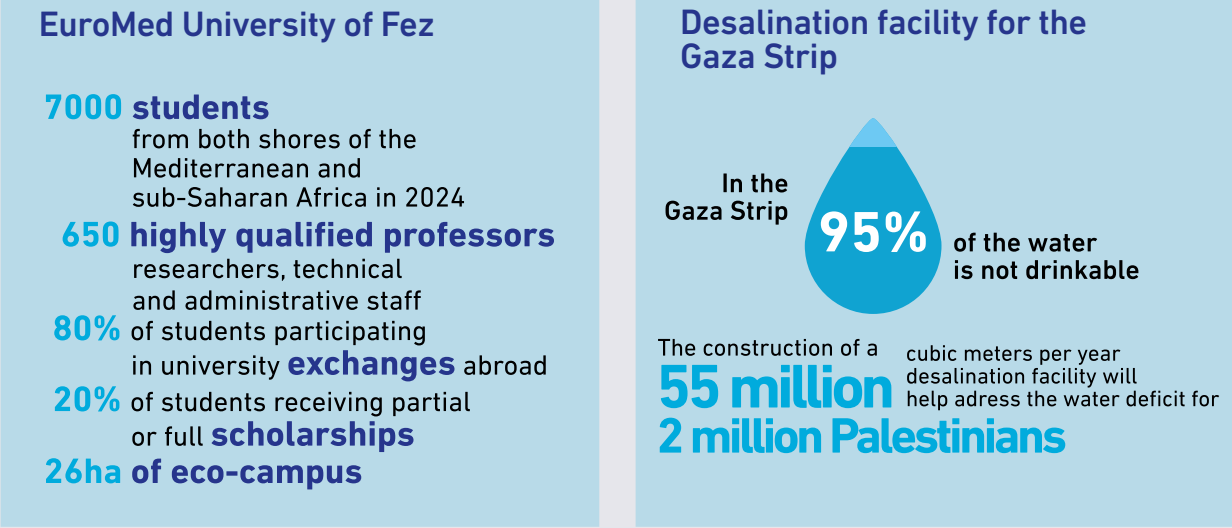 EuroMed University of Fez
7000 students
from both shores of the
Mediterranean and
sub-Saharan Africa in 2024
650 highly qualified professors
researchers, technical
and administrative staff
80% of students participating
in university exchanges abroad
20% of students receiving partial
or full scholarships
26ha of eco-campus
Desalination facility for the
Gaza Strip
In the
Gaza Strip
95%
of the water
is not drinkable
The construction of a
55 million
cubic meters per year
desalination facility will
help adress the water deficit for
2 million Palestinians